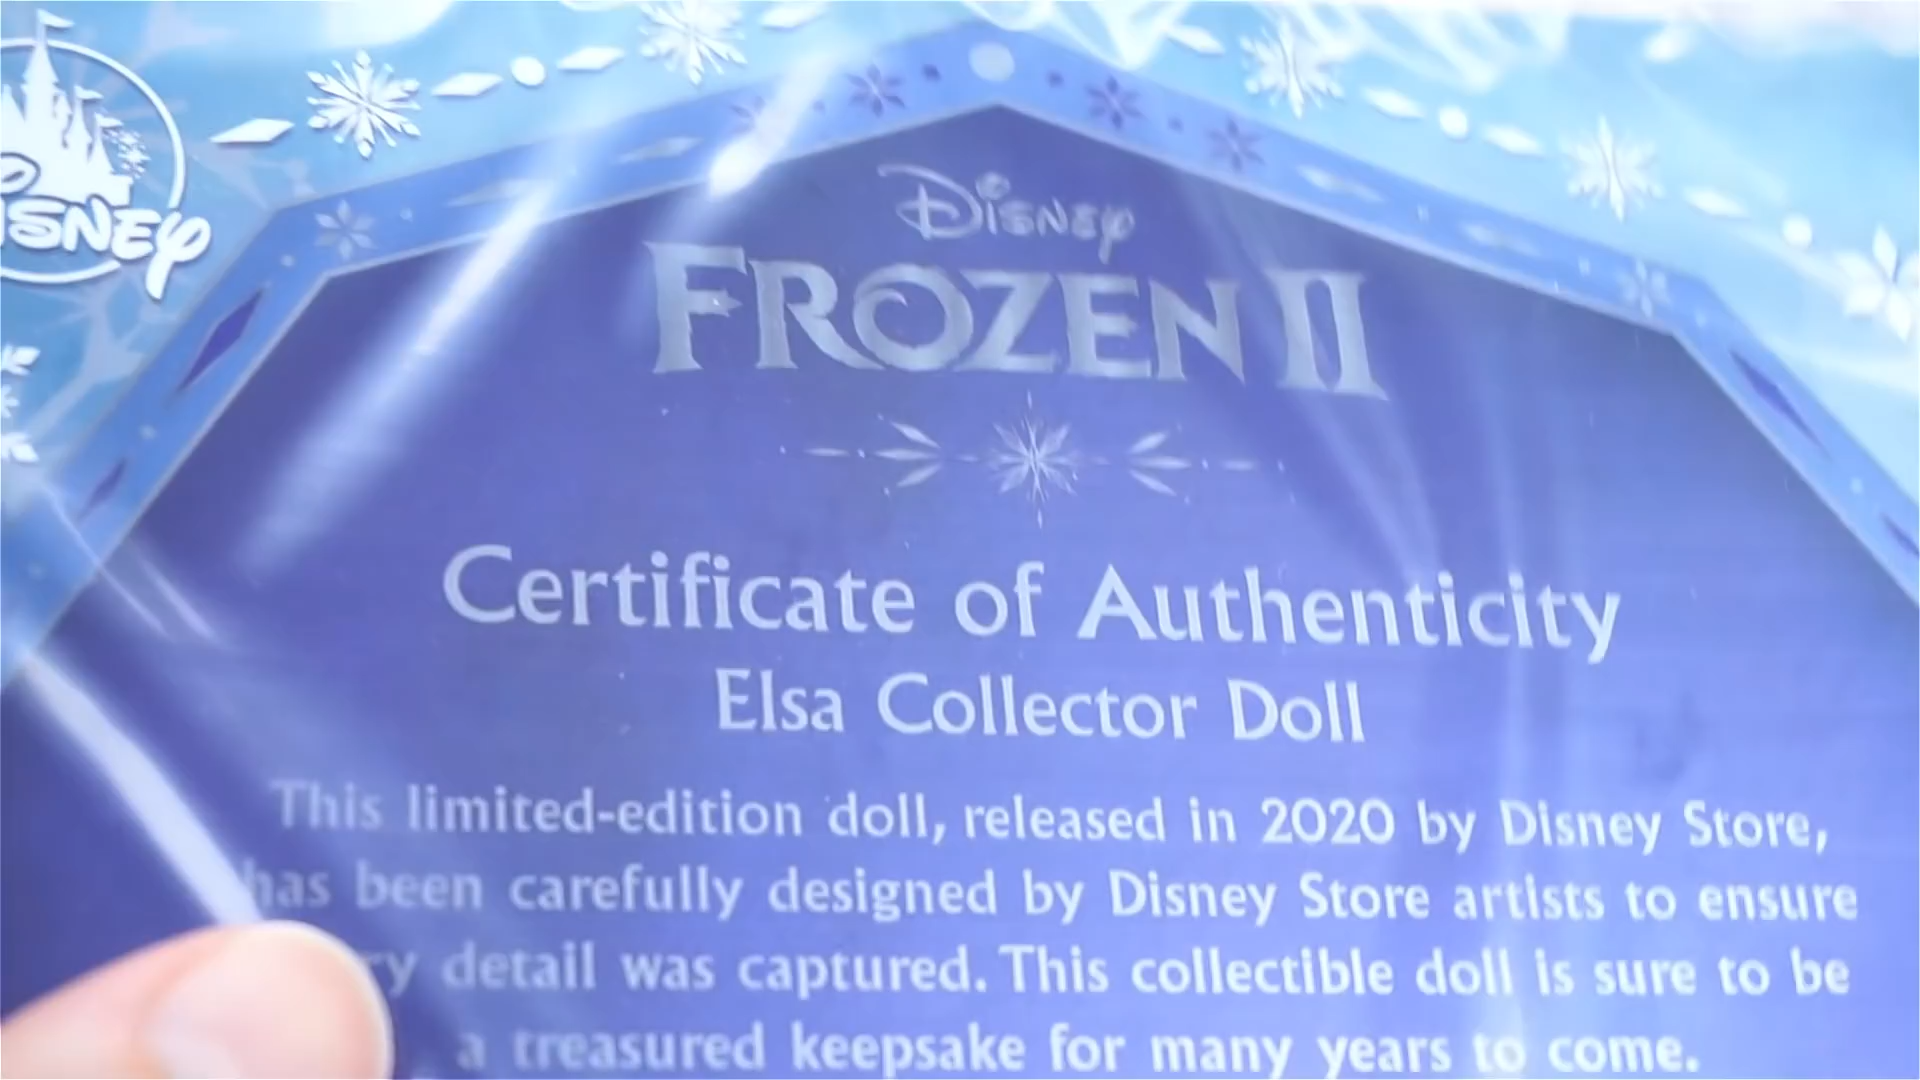 Disney
Disney
FROZEN II
Certificate of Authenticity
Elsa Collector Doll
This limited-edition doll, released in 2020 by Disney Store,
has been carefully designed by Disney Store artists to ensure
detail was captured. This collectible doll is sure to be
a treasured keepsake for many years to come.